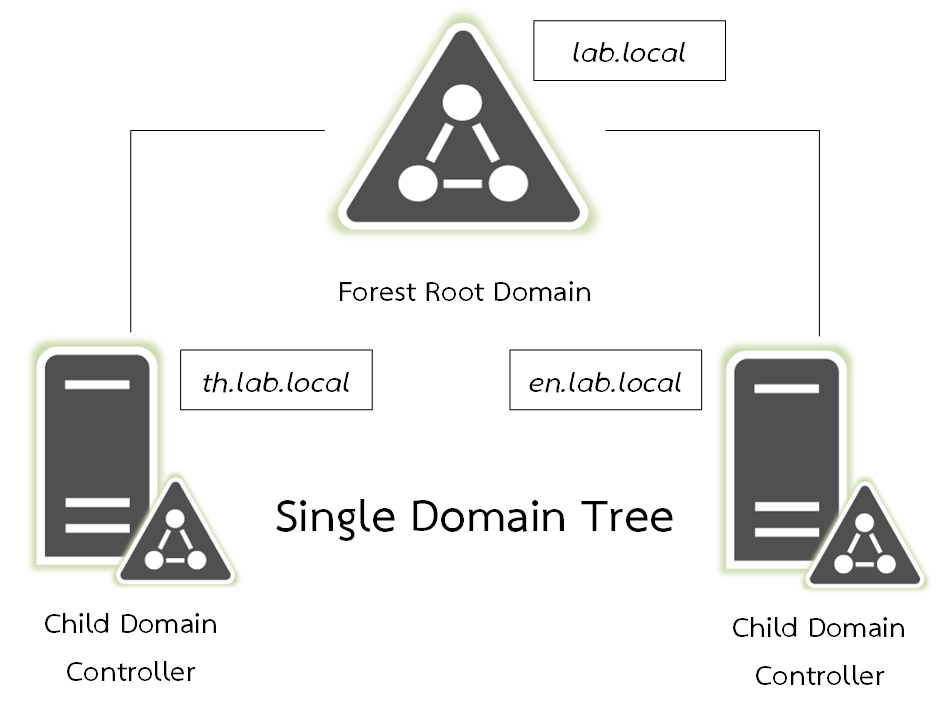 lab.local
Forest Root Domain
th.lab.local
en.lab.local
Single Domain Tree
Child Domain
Controller
Child Domain
Controller